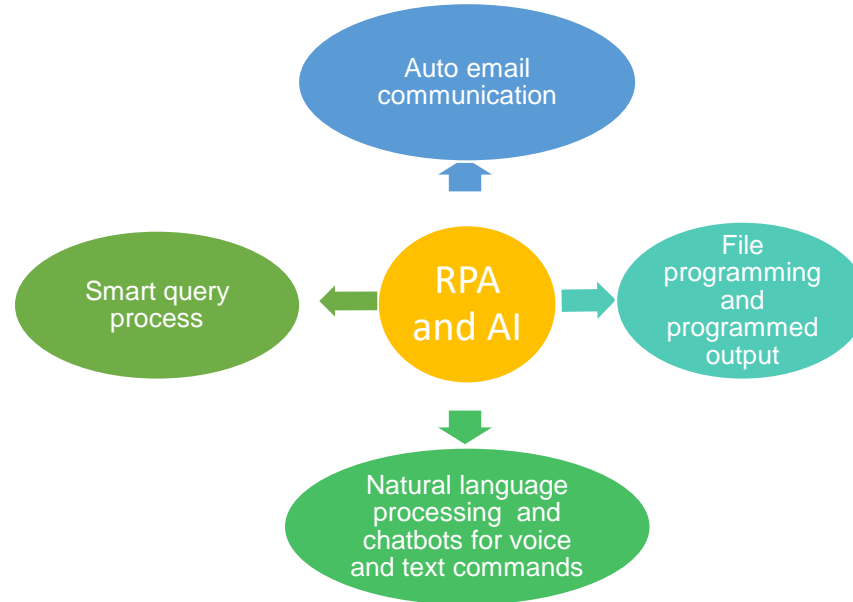 Auto email
communication
Smart query
process
RPA
and AI
File
programming
and
programmed
output
Natural language
processing and
chatbots for voice
and text commands